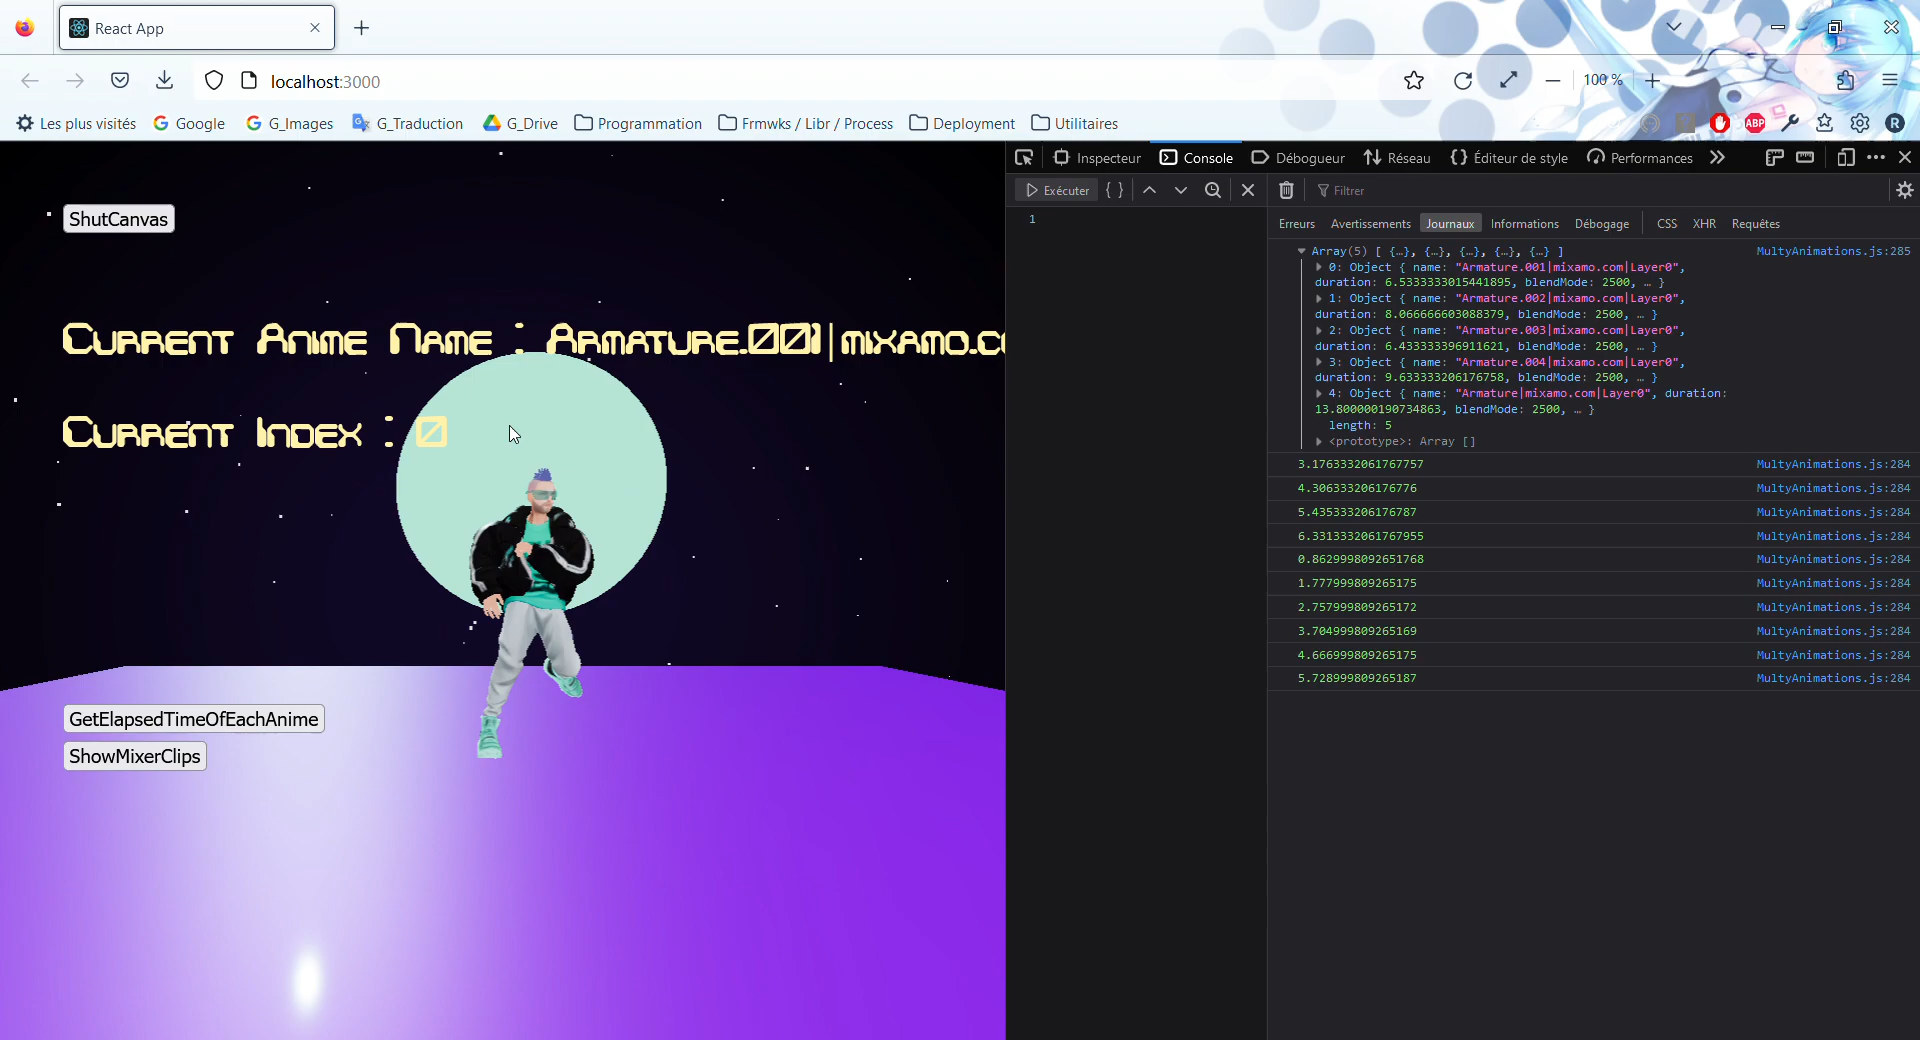 React App
localhost:3000
100 %
Les plus visités
Google
G_Images
G_Traduction
G_Drive
Programmation
Frmwks / Libr / Process
Deployment
Utilitaires
ABP
R
ShutCanvas
Current Anime Name : Armature.001|mixamo.co
Current Index : 0
GetElapsedTimeOfEachAnime
ShowMixerClips
Inspecteur
Console
Débogueur
Réseau
Éditeur de style
Performances
Exécuter
Filtrer
1
Erreurs
Avertissements
Journaux
Informations
Débogage
CSS
XHR
Requêtes
Array(5) [ {…}, {…}, {…}, {…}, {…} ] MultyAnimations.js:285
0: Object { name: "Armature.001|mixamo.com|Layer0",
duration: 6.5333333015441895, blendMode: 2500, … }
1: Object { name: "Armature.002|mixamo.com|Layer0",
duration: 8.066666603088379, blendMode: 2500, … }
2: Object { name: "Armature.003|mixamo.com|Layer0",
duration: 6.433333396911621, blendMode: 2500, … }
3: Object { name: "Armature.004|mixamo.com|Layer0",
duration: 9.633333206176758, blendMode: 2500, … }
4: Object { name: "Armature|mixamo.com|Layer0", duration:
13.800000190734863, blendMode: 2500, … }
length: 5
<prototype>: Array []
3.1763332061767757 MultyAnimations.js:284
4.306333206176776 MultyAnimations.js:284
5.435333206176787 MultyAnimations.js:284
6.3313332061767955 MultyAnimations.js:284
0.8629998092651768 MultyAnimations.js:284
1.777999809265175 MultyAnimations.js:284
2.757999809265172 MultyAnimations.js:284
3.704999809265169 MultyAnimations.js:284
4.666999809265175 MultyAnimations.js:284
5.728999809265187 MultyAnimations.js:284